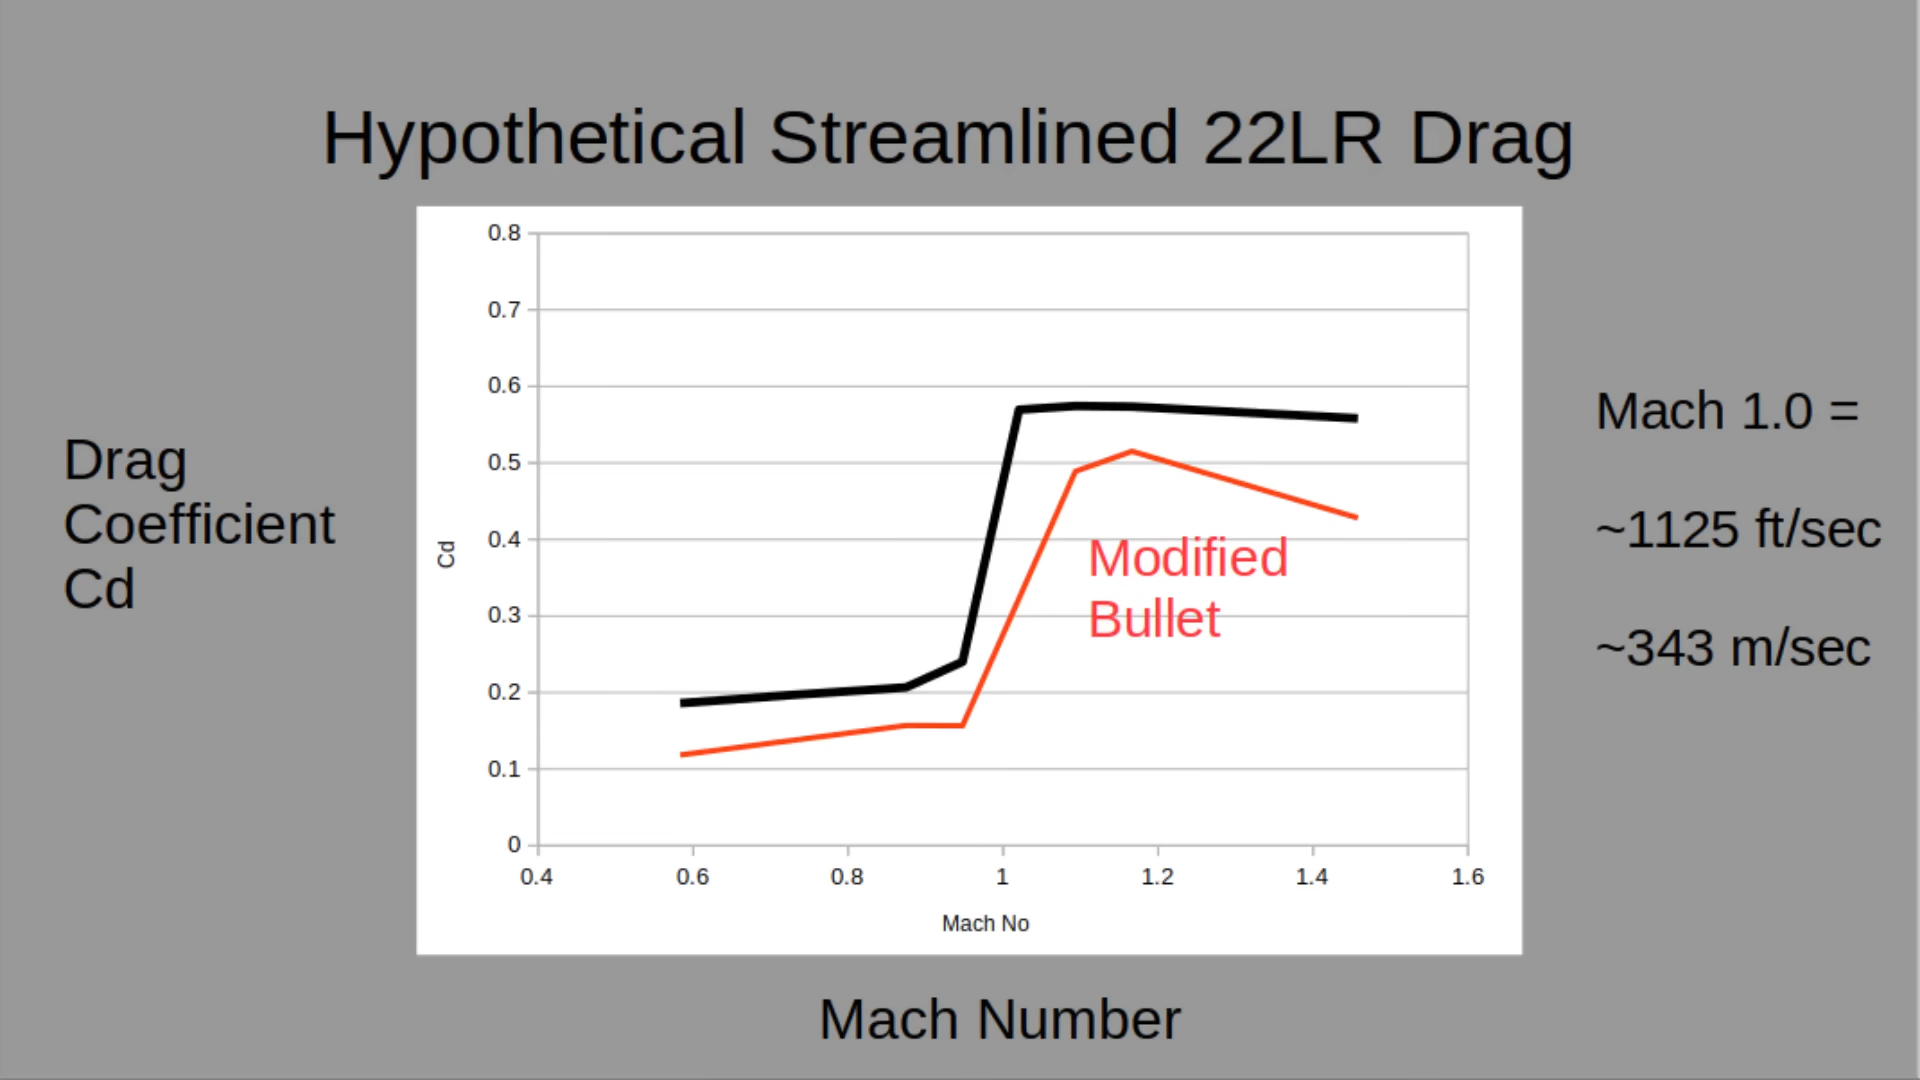 Hypothetical Streamlined 22LR Drag
Drag
Coefficient
Cd
0.8
0.7
0.6
0.5
0.4
0.3
0.2
0.1
0
Cd
0.4
0.6
0.8
1
1.2
1.4
1.6
Mach No
Modified
Bullet
Mach 1.0 =
~1125 ft/sec
~343 m/sec
Mach Number